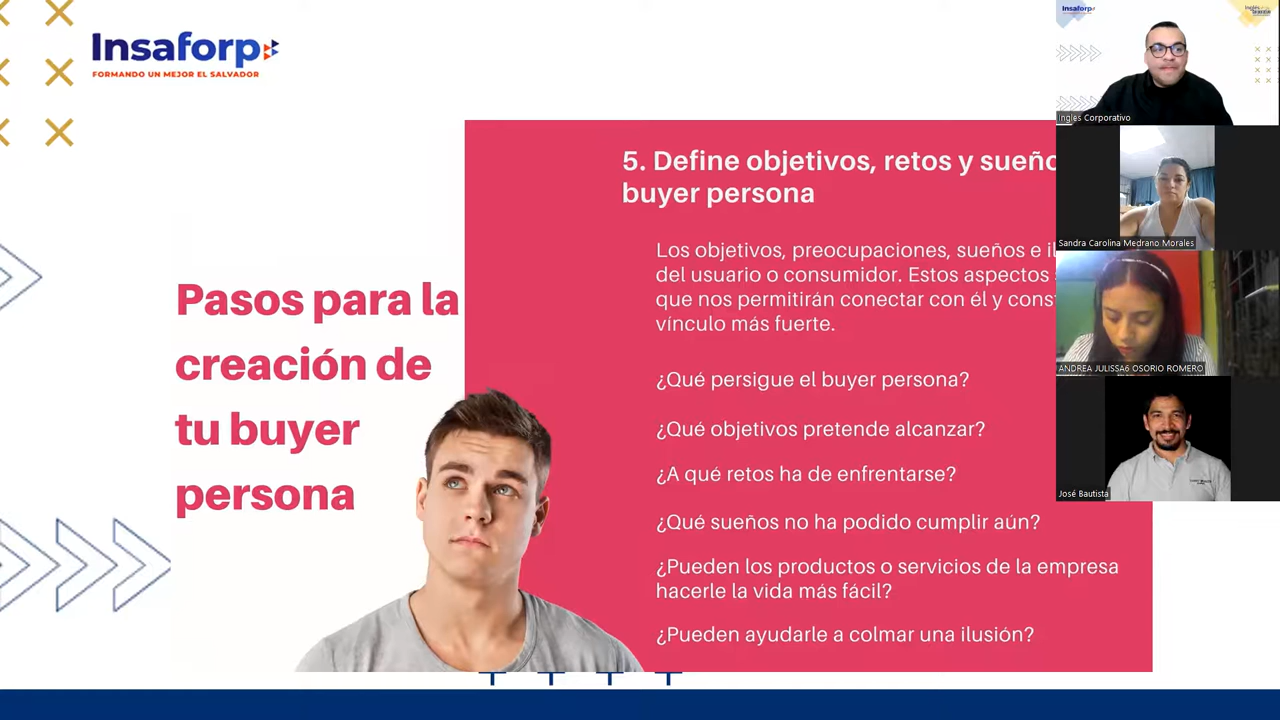 Insaforp
FORMANDO UN MEJOR EL SALVADOR
Pasos para la
creación de
tu buyer
persona
5. Define objetivos, retos y sueño
buyer persona
Los objetivos, preocupaciones, sueños e il
del usuario o consumidor. Estos aspectos
que nos permitirán conectar con él y cons
vínculo más fuerte.
¿Qué persigue el buyer persona?
¿Qué objetivos pretende alcanzar?
¿A qué retos ha de enfrentarse?
¿Qué sueños no ha podido cumplir aún?
¿Pueden los productos o servicios de la empresa
hacerle la vida más fácil?
¿Pueden ayudarle a colmar una ilusión?
Insaforp
Ingles Corporativo
Sandra Carolina Medrano Morales
ANDREA JULISSA6 OSORIO ROMERO
José Bautista